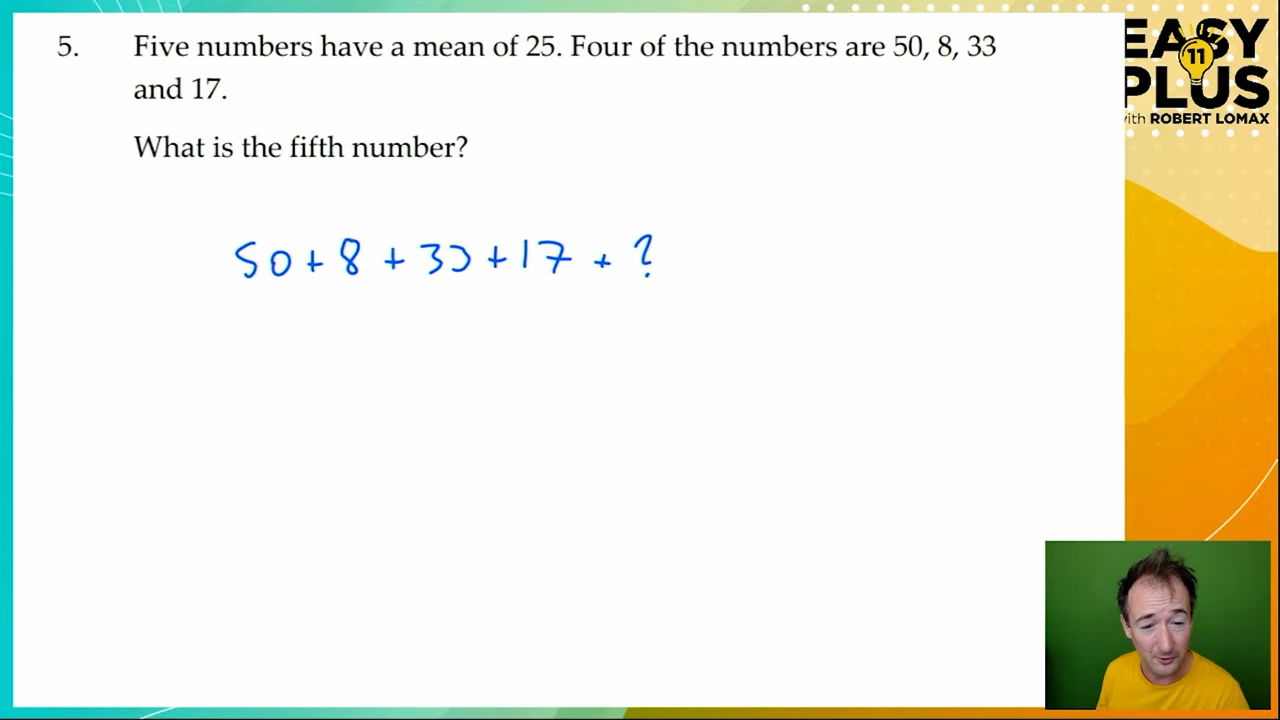 5. Five numbers have a mean of 25. Four of the numbers are 50, 8, 33
and 17.
What is the fifth number?
50+8+33+17+?
EASY
11
PLUS
with ROBERT LOMAX